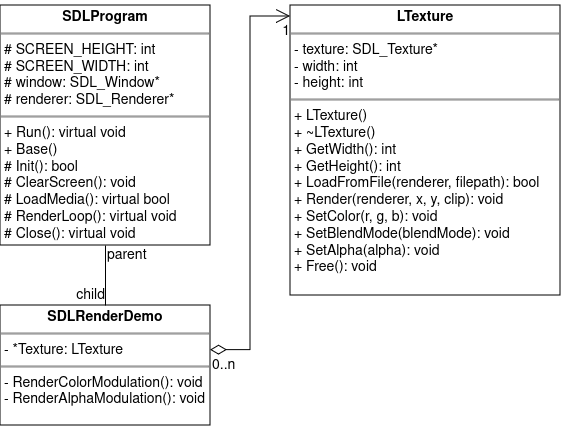 SDLProgram
# SCREEN_HEIGHT: int
# SCREEN_WIDTH: int
# window: SDL_Window*
# renderer: SDL_Renderer*
+ Run(): virtual void
+ Base()
# Init(): bool
# ClearScreen(): void
# LoadMedia(): virtual bool
# RenderLoop(): virtual void
# Close(): virtual void
parent
child
SDLRenderDemo
- *Texture: LTexture
- RenderColorModulation(): void
- RenderAlphaModulation(): void
0..n
1
LTexture
- texture: SDL_Texture*
- width: int
- height: int
+ LTexture()
+ ~LTexture()
+ GetWidth(): int
+ GetHeight(): int
+ LoadFromFile(renderer, filepath): bool
+ Render(renderer, x, y, clip): void
+ SetColor(r, g, b): void
+ SetBlendMode(blendMode): void
+ SetAlpha(alpha): void
+ Free(): void